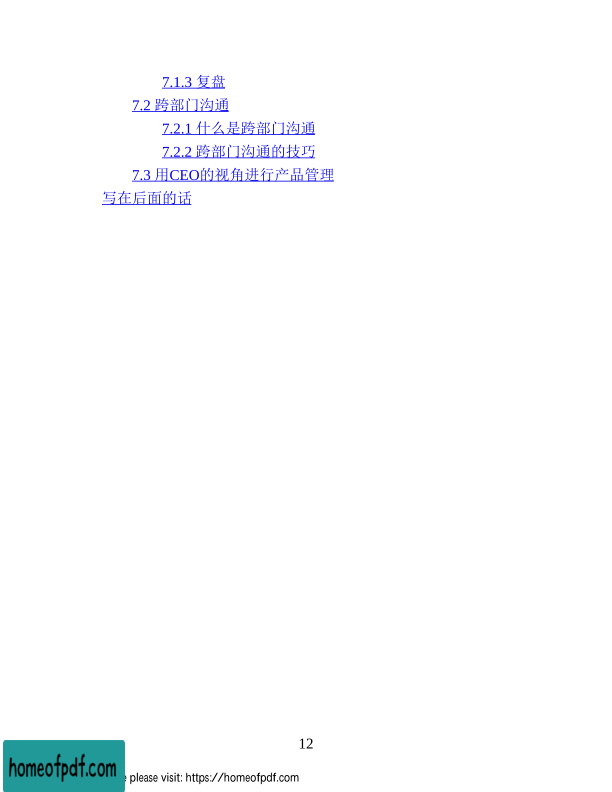 7.1.3 复盘
7.2 跨部门沟通
7.2.1 什么是跨部门沟通
7.2.2 跨部门沟通的技巧
7.3 用CEO的视角进行产品管理
写在后面的话
12
homeofpdf.com
please visit: https://homeofpdf.com